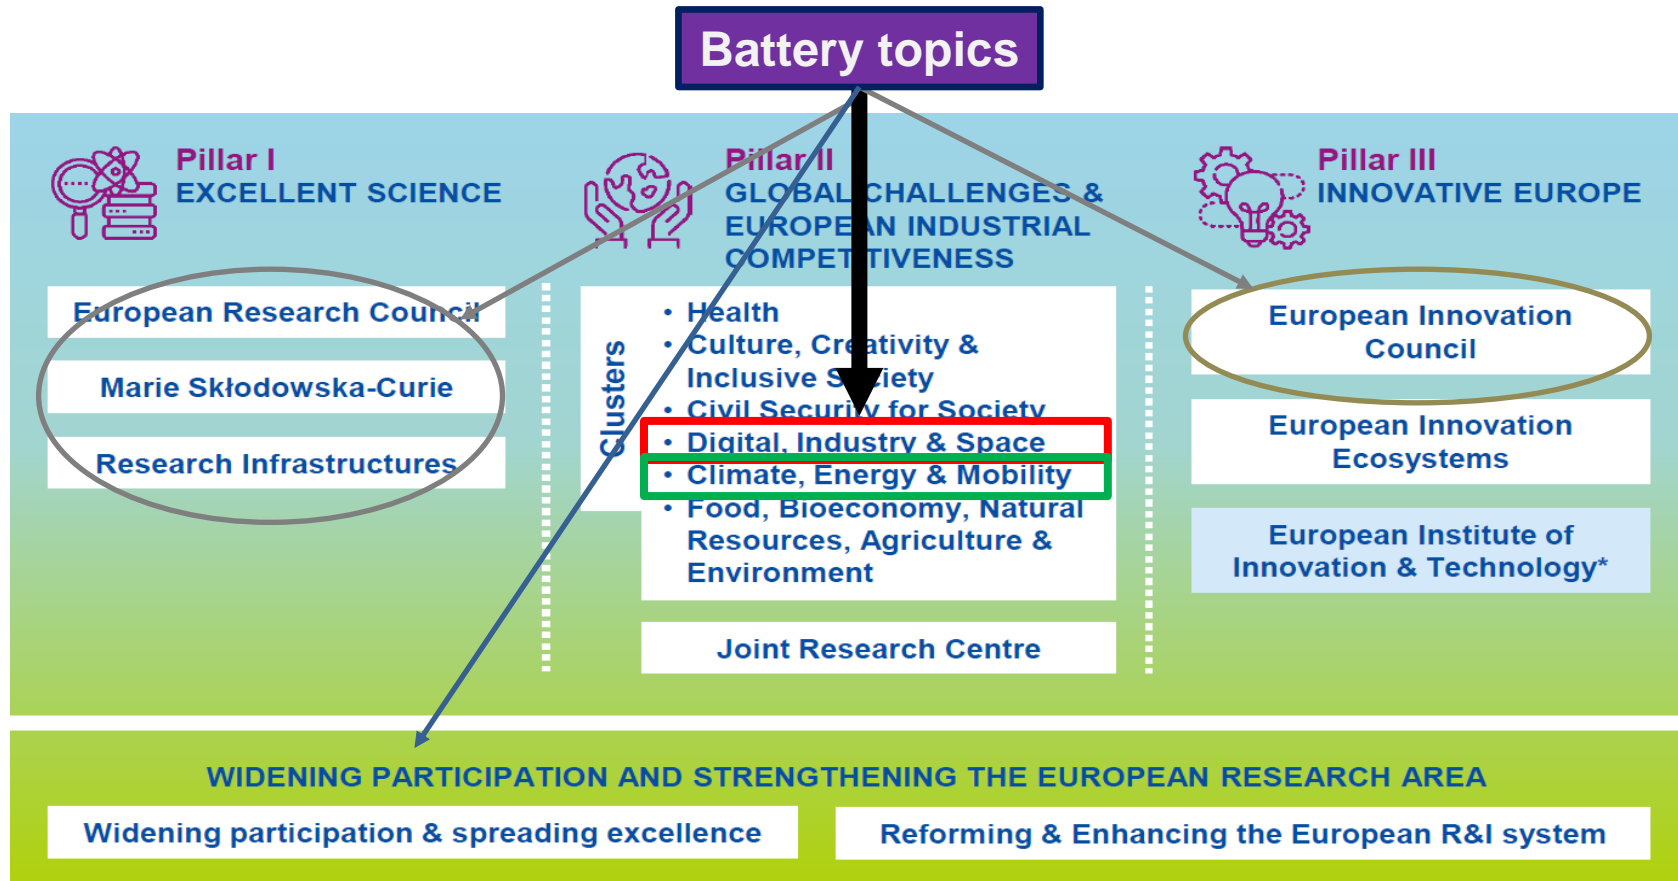 Battery topics
Pillar I
EXCELLENT SCIENCE
European Research Council
Marie Skłodowska-Curie
Research Infrastructures
Pillar II
GLOBAL CHALLENGES &
EUROPEAN INDUSTRIAL
COMPETITIVENESS
Clusters
• Health
• Culture, Creativity &
Inclusive Society
• Civil Security for Society
• Digital, Industry & Space
• Climate, Energy & Mobility
• Food, Bioeconomy, Natural
Resources, Agriculture &
Environment
Joint Research Centre
Pillar III
INNOVATIVE EUROPE
European Innovation
Council
European Innovation
Ecosystems
European Institute of
Innovation & Technology*
WIDENING PARTICIPATION AND STRENGTHENING THE EUROPEAN RESEARCH AREA
Widening participation & spreading excellence
Reforming & Enhancing the European R&I system